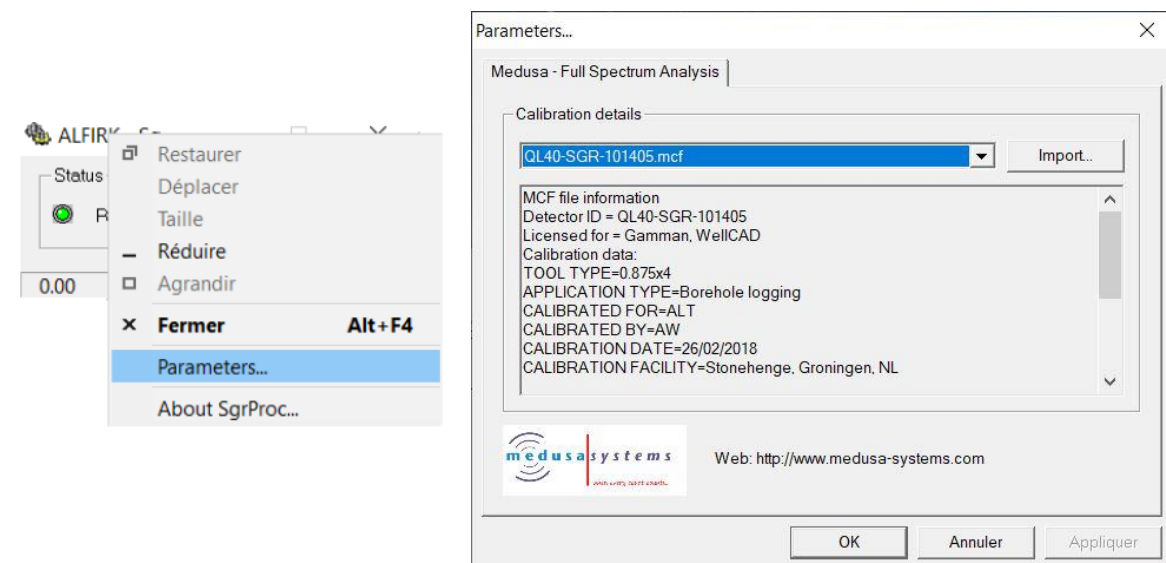 ALFIRK
Status
R
0.00
Restaurer
Déplacer
Taille
Réduire
Agrandir
Fermer Alt+F4
Parameters...
About SgrProc...
Parameters...
Medusa - Full Spectrum Analysis
Calibration details
QL40-SGR-101405.mcf
Import...
MCF file information
Detector ID = QL40-SGR-101405
Licensed for = Gamman, WellCAD
Calibration data:
TOOL TYPE=0.875x4
APPLICATION TYPE=Borehole logging
CALIBRATED FOR=ALT
CALIBRATED BY=AW
CALIBRATION DATE=26/02/2018
CALIBRATION FACILITY=Stonehenge, Groningen, NL
medusasystems
Web: http://www.medusa-systems.com
OK
Annuler
Appliquer